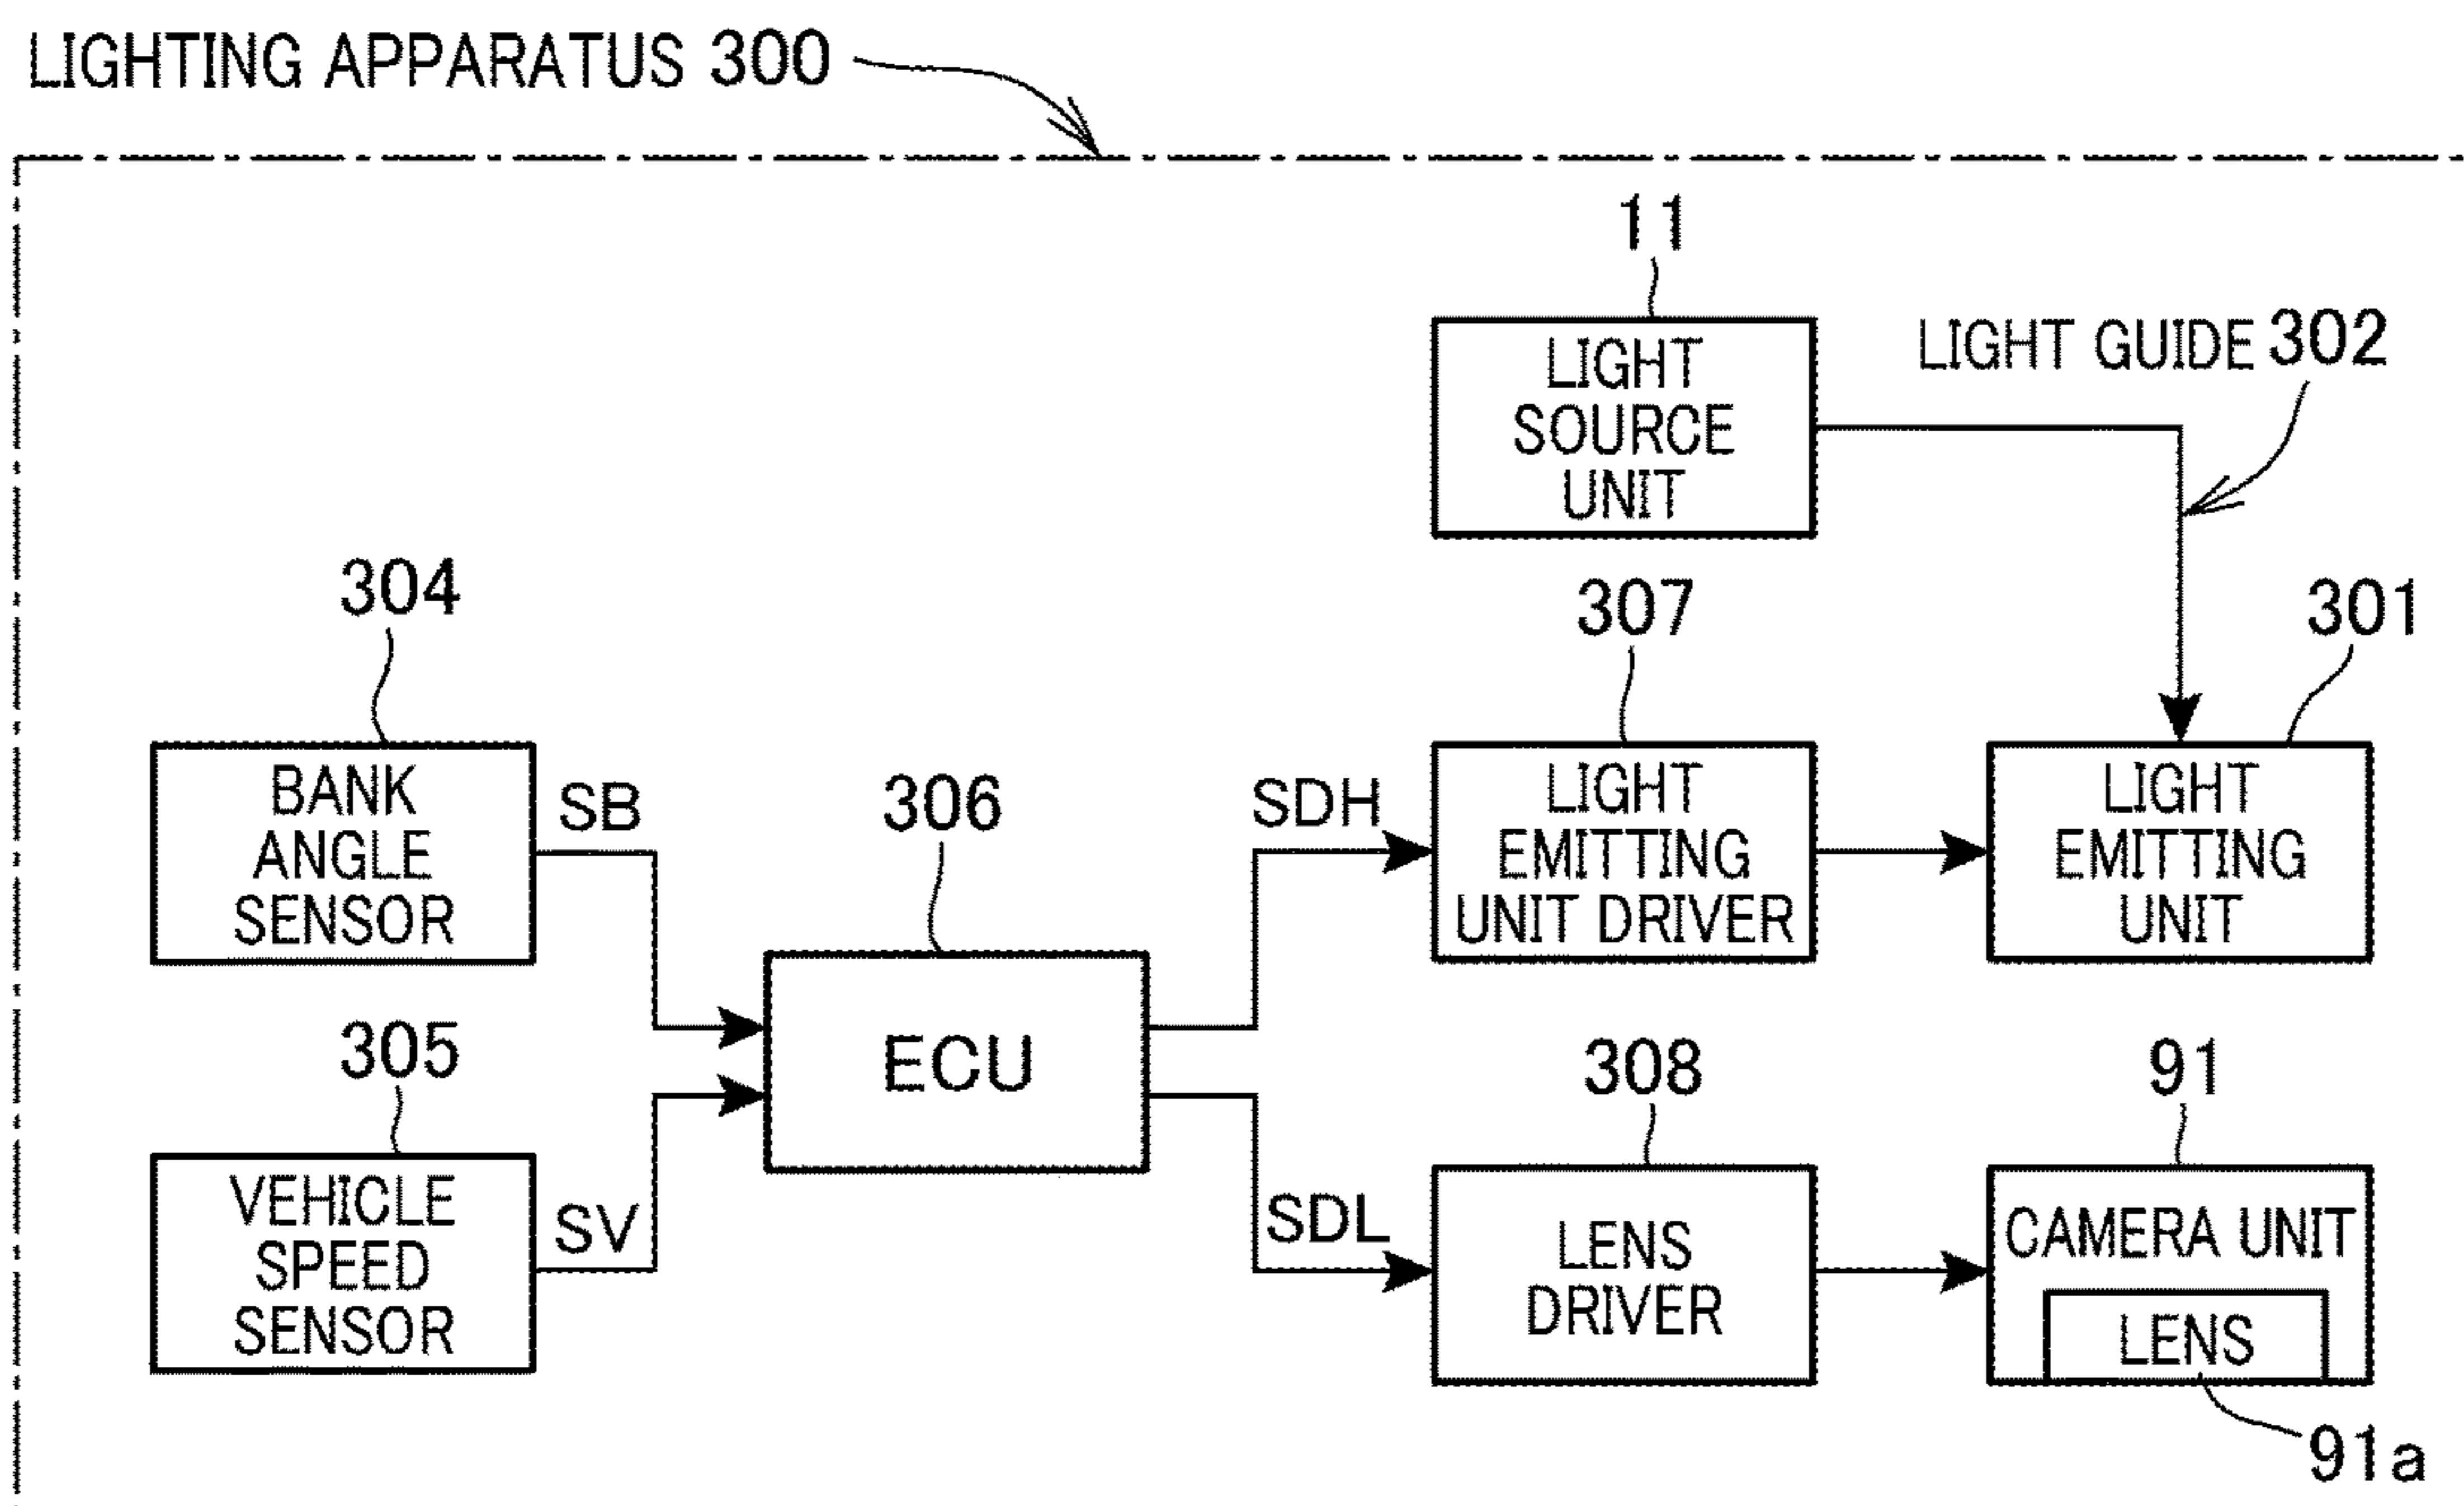 LIGHTING APPARATUS 300
11
LIGHT
SOURCE
UNIT
LIGHT GUIDE 302
304
BANK
ANGLE
SENSOR
SB
306
ECU
SDH
307
LIGHT
EMITTING
UNIT DRIVER
301
LIGHT
EMITTING
UNIT
305
VEHICLE
SPEED
SENSOR
SV
SDL
308
LENS
DRIVER
91
CAMERA UNIT
LENS
91a